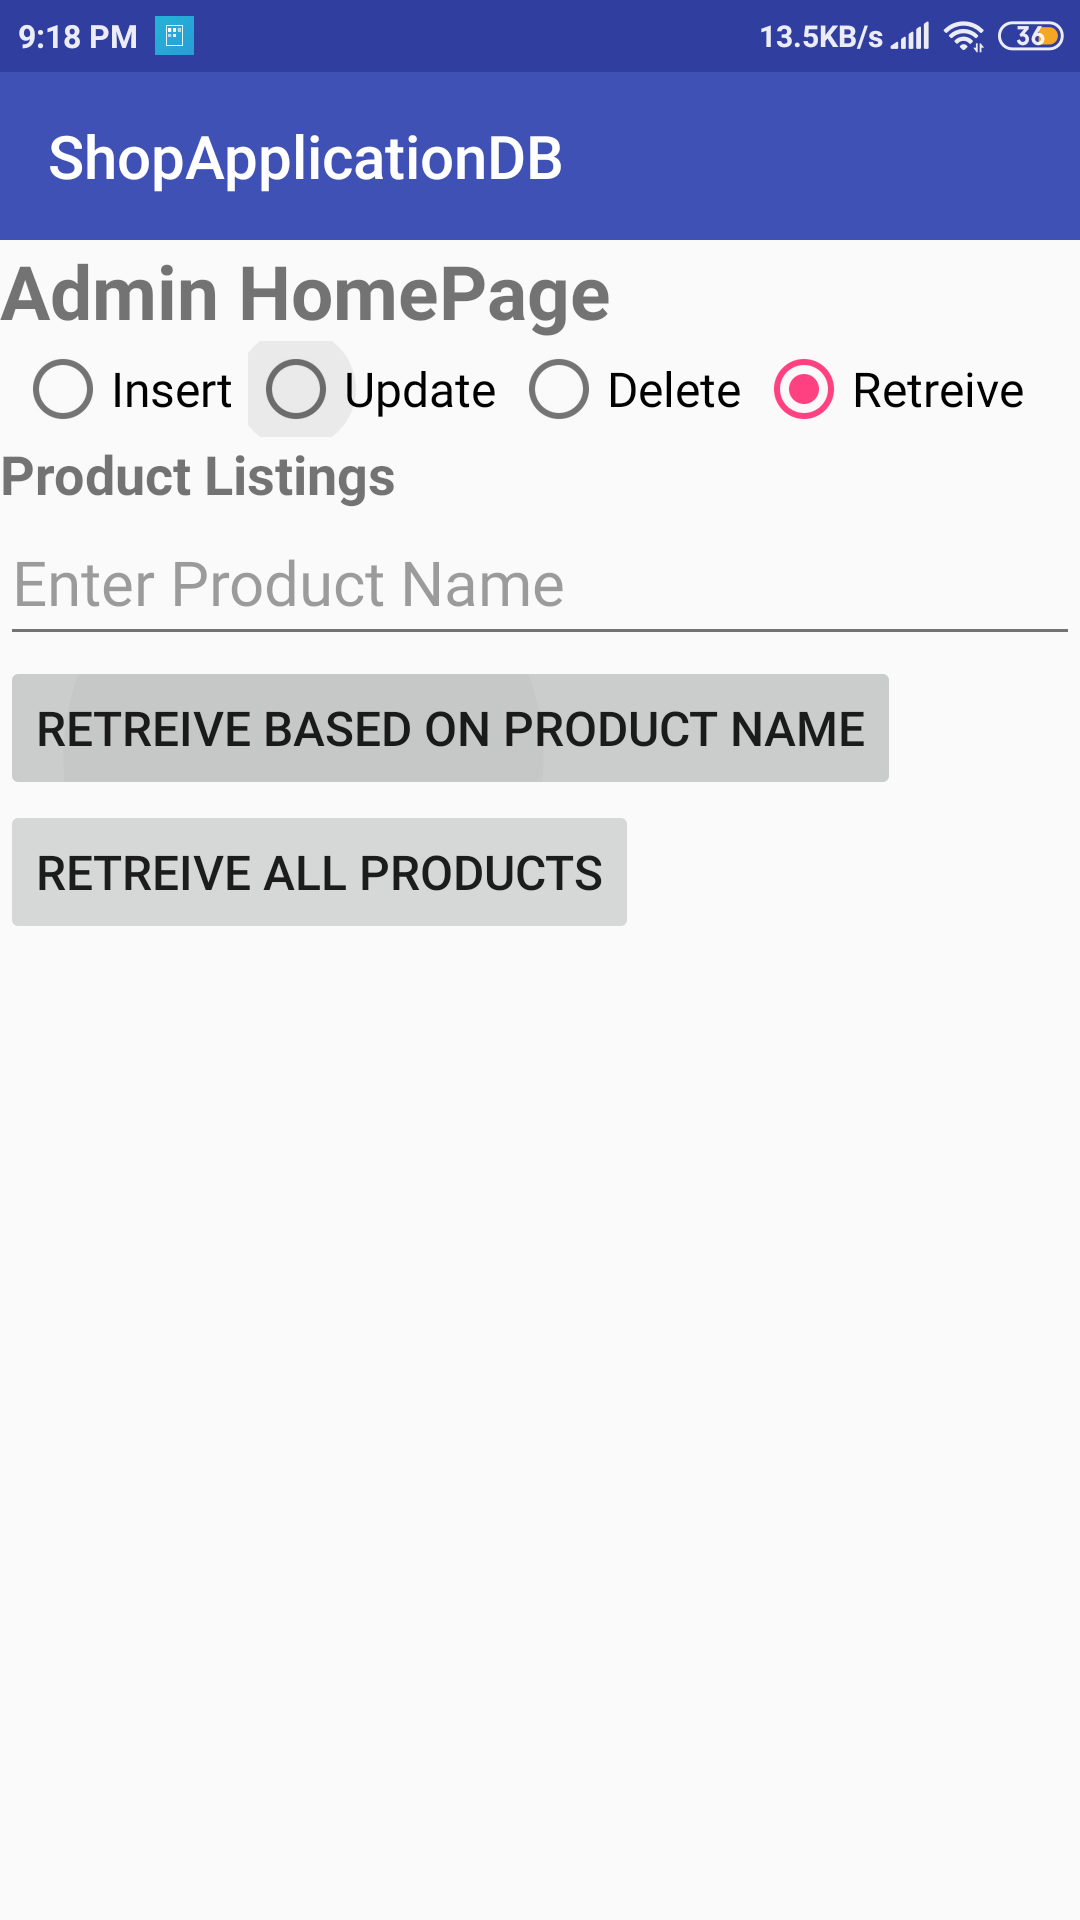 9:18 PM 13.5KB/s 36
ShopApplicationDB
Admin HomePage
Insert Update Delete Retreive
Product Listings
Enter Product Name
RETREIVE BASED ON PRODUCT NAME
RETREIVE ALL PRODUCTS